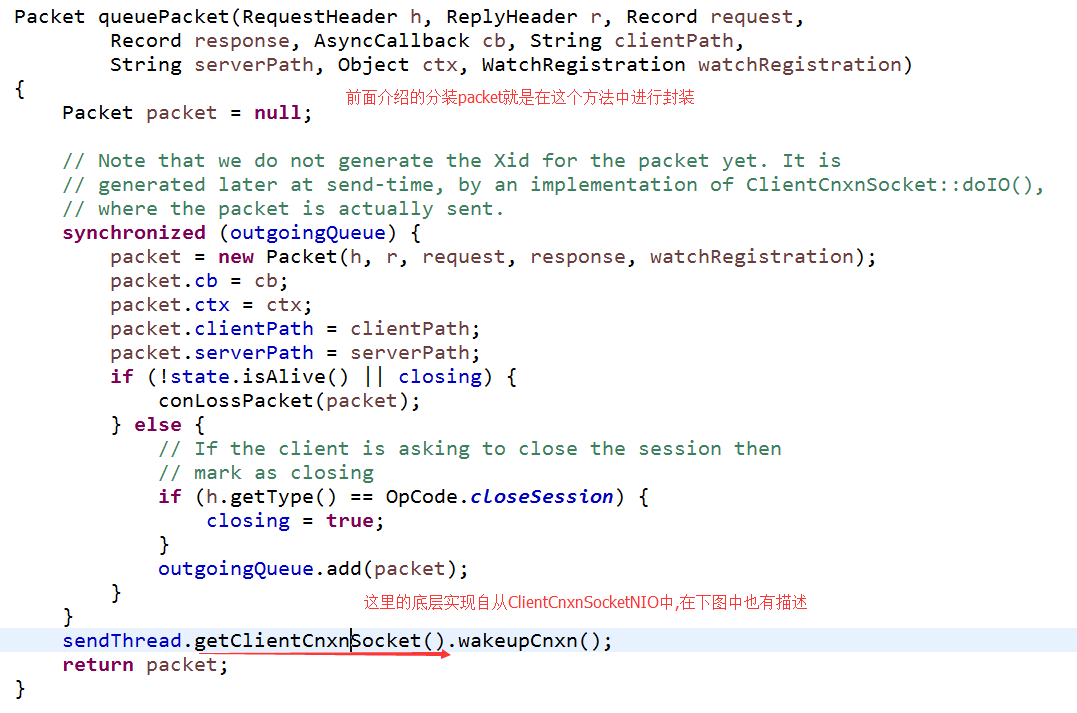 Packet queuePacket(RequestHeader h, ReplyHeader r, Record request,
Record response, AsyncCallback cb, String clientPath,
String serverPath, Object ctx, WatchRegistration watchRegistration)
{
前面介绍的分装packet就是在这个方法中进行封装
Packet packet = null;
// Note that we do not generate the Xid for the packet yet. It is
// generated later at send-time, by an implementation of ClientCnxnSocket::doIO(),
// where the packet is actually sent.
synchronized (outgoingQueue) {
packet = new Packet(h, r, request, response, watchRegistration);
packet.cb = cb;
packet.ctx = ctx;
packet.clientPath = clientPath;
packet.serverPath = serverPath;
if (!state.isAlive() || closing) {
conLossPacket(packet);
} else {
// If the client is asking to close the session then
// mark as closing
if (h.getType() == OpCode.closeSession) {
closing = true;
}
outgoingQueue.add(packet);
}
这里的底层实现自从ClientCnxnSocketNIO中,在下图中也有描述
}
sendThread.getClientCnxnSocket().wakeupCnxn();
return packet;
}